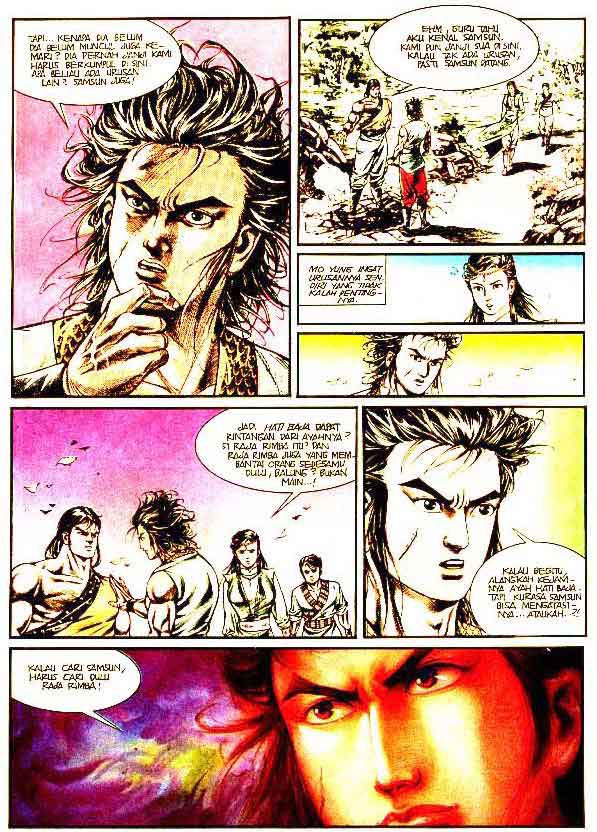 TAPI... KENAPA DIA BELUM
DIA BELUM MUNCUL JUGA KE-
MARI? DIA PERNAH JANJI KAMI
HARUS BERKUMPUL DI SINI.
APA BELIAU ADA URUSAN
LAIN? SAMSUN JUGA!
EHM, GURU TAHU
AKU KENAL SAMSUN.
KAMI PUN JANJI SUA DI SINI.
KALAU TAK ADA URUSAN,
PASTI SAMSUN DATANG.
MO YUNG INGAT
URUSANNYA SEN.
DIRI YANG TIDAK
KALAH PENTING-
NYA.
JADI HATI BAJA DAPAT
RINTANGAN DARI AYAHNYA?
SI RAJA RIMBA ITU? DAN
RAJA RIMBA JUGA YANG MEM-
BANTAI ORANG SEDESAMU
DULU, BALUNG? BUKAN
MAIN...!
KALAU BEGITU,
ALANGKAH KEJAM-
NYA AYAH HATI BAJA.
TAPI KURASA SAMSUN
BISA MENGATASI-
NYA... ATAUKAH..?!
KALAU CARI SAMSUN,
HARUS CARI DULU
RAJA RIMBA!